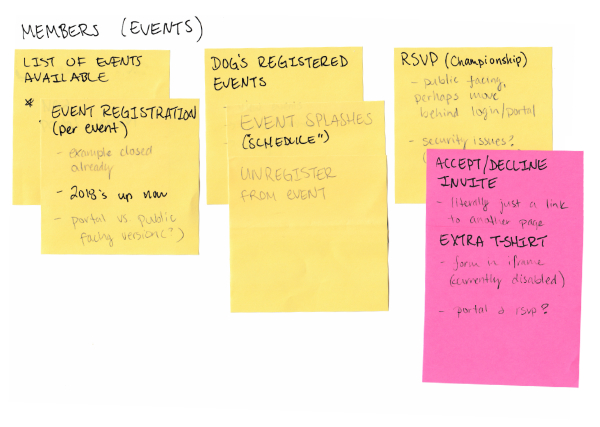 MEMBERS (EVENTS)
LIST OF EVENTS
AVAILABLE
*
EVENT REGISTRATION
(per event)
- example closed
already
- 2018's up now
- portal vs public
facing version(?)
DOG'S REGISTERED
EVENTS
EVENT SPLASHES
("SCHEDULE")
UNREGISTER
FROM EVENT
RSVP (Championship)
- public facing,
perhaps move
behind login/portal
- security issues?
ACCEPT/DECLINE
INVITE
- literally just a link
to another page
EXTRA T-SHIRT
- form in iframe
(currently disabled)
- portal & rsvp?